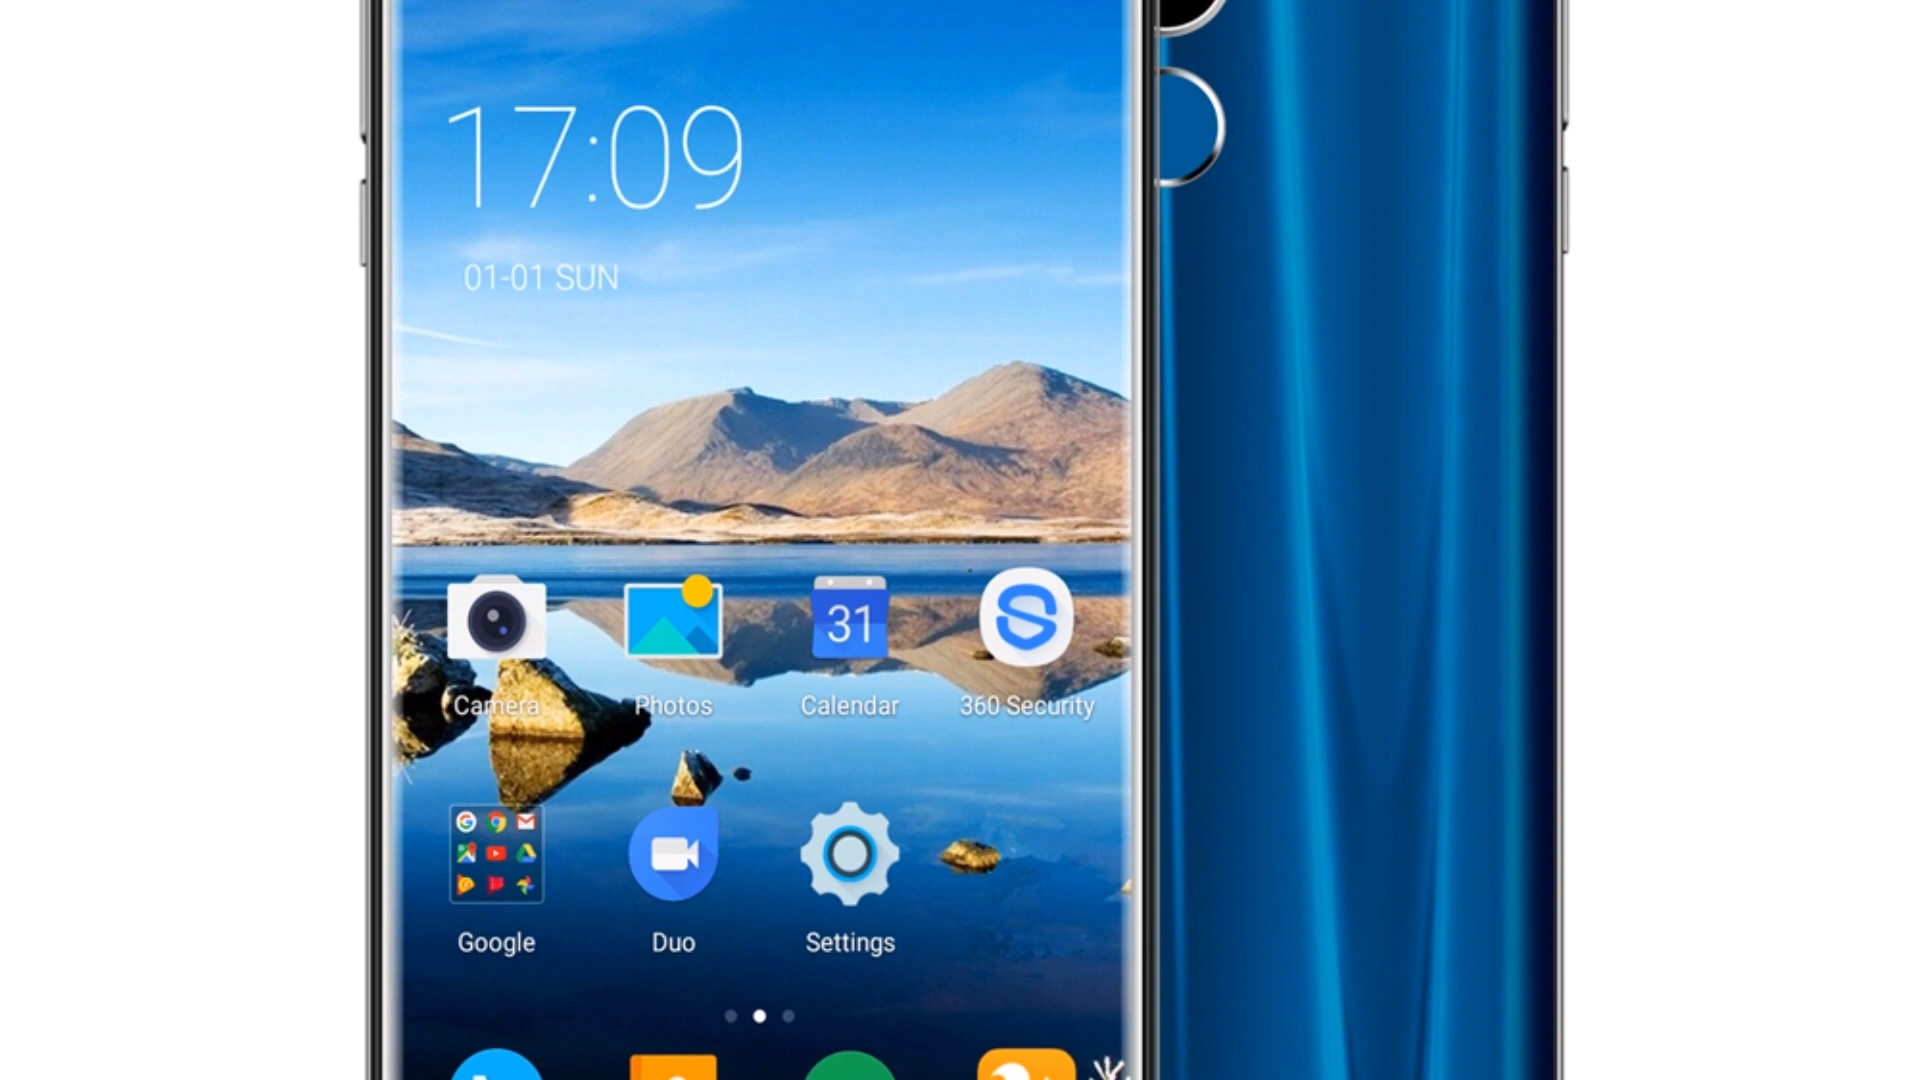 17:09
01-01 SUN
31
Camera
Photos
Calendar
360 Security
Google
Duo
Settings